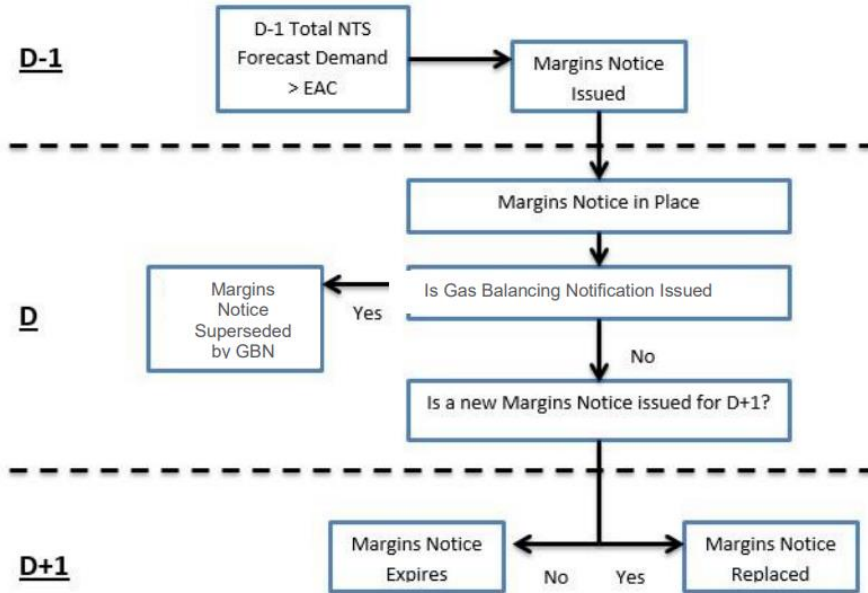 D-1
D-1 Total NTS
Forecast Demand
> EAC
Margins Notice
Issued
Margins Notice in Place
D
Margins
Notice
Superseded
by GBN
Yes
Is Gas Balancing Notification Issued
No
Is a new Margins Notice issued for D+1?
D+1
Margins Notice
Expires
No
Yes
Margins Notice
Replaced